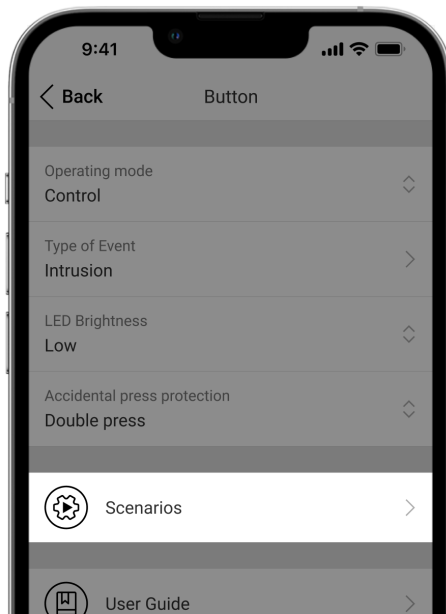 9:41
Back
Button
Operating mode
Control
Type of Event
Intrusion
LED Brightness
Low
Accidental press protection
Double press
Scenarios
User Guide